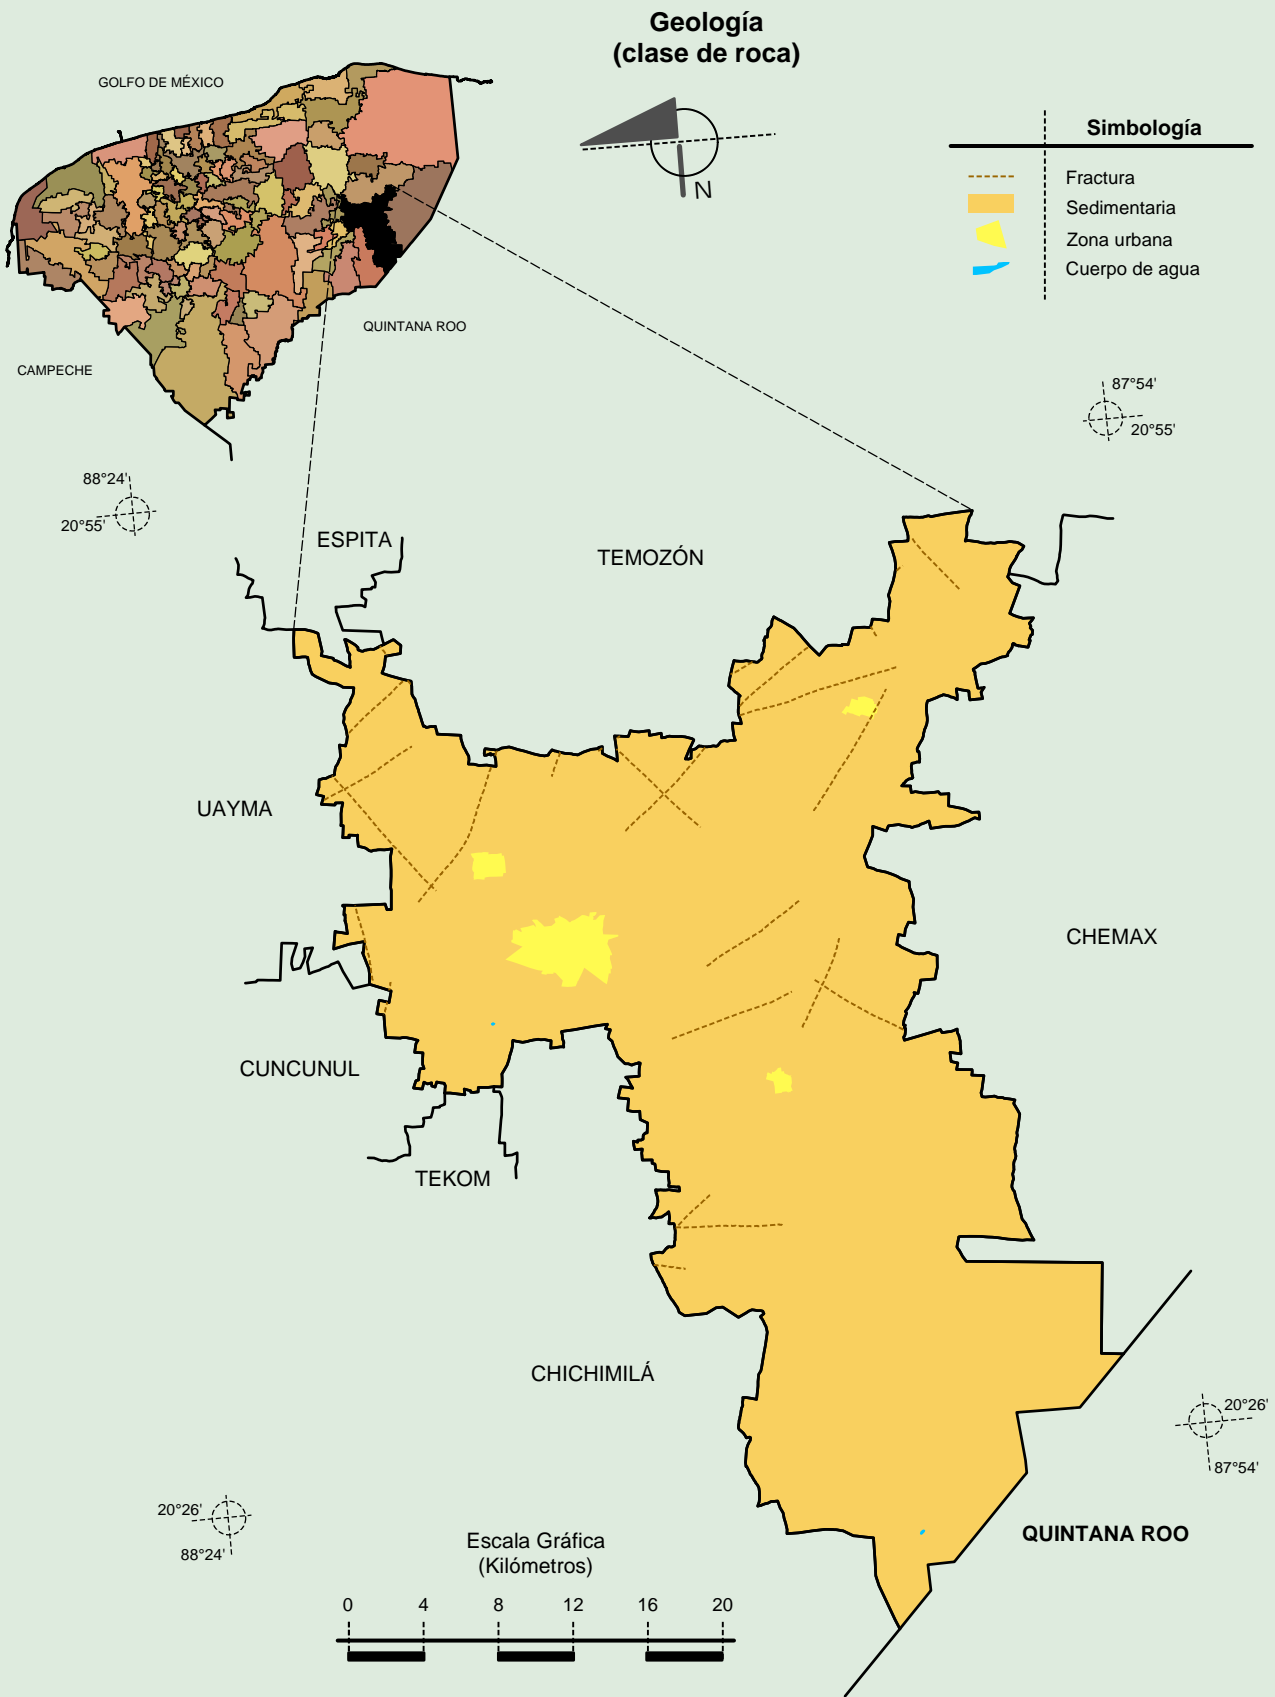 Geología
(clase de roca)
GOLFO DE MÉXICO
QUINTANA ROO
CAMPECHE
N
Simbología
Fractura
Sedimentaria
Zona urbana
Cuerpo de agua
87°54'
20°55'
88°24'
20°55'
ESPITA
TEMOZÓN
UAYMA
CHEMAX
CUNCUNUL
TEKOM
CHICHIMILÁ
20°26'
87°54'
20°26'
88°24'
QUINTANA ROO
Escala Gráfica
(Kilómetros)
0 4 8 12 16 20